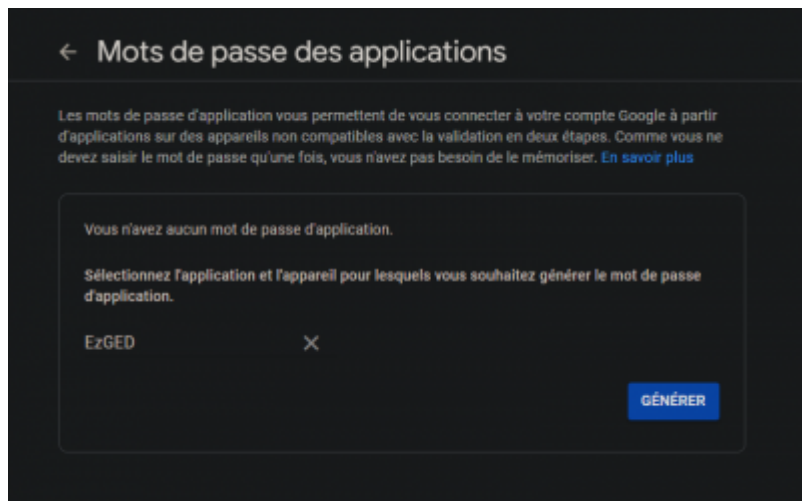 ← Mots de passe des applications
Les mots de passe d'application vous permettent de vous connecter à votre compte Google à partir
d'applications sur des appareils non compatibles avec la validation en deux étapes. Comme vous ne
devez saisir le mot de passe qu'une fois, vous n'avez pas besoin de le mémoriser. En savoir plus
Vous n'avez aucun mot de passe d'application.
Sélectionnez l'application et l'appareil pour lesquels vous souhaitez générer le mot de passe
d'application.
EzGED ×
GÉNÉRER